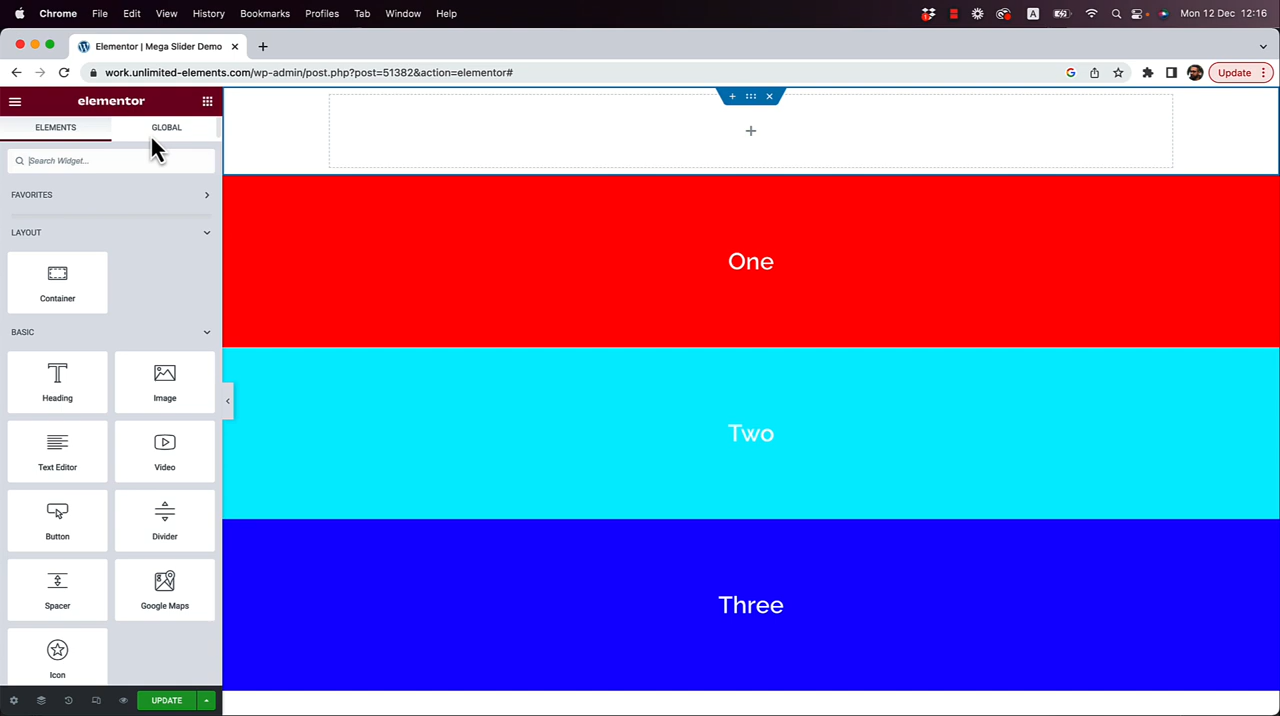 Chrome File Edit View History Bookmarks Profiles Tab Window Help A Mon 12 Dec 12:16
Elementor | Mega Slider Demo
work.unlimited-elements.com/wp-admin/post.php?post=51382&action=elementor# Update
elementor
ELEMENTS GLOBAL
Search Widget...
FAVORITES
LAYOUT
Container
BASIC
Heading Image
Text Editor Video
Button Divider
Spacer Google Maps
Icon
UPDATE
One
Two
Three